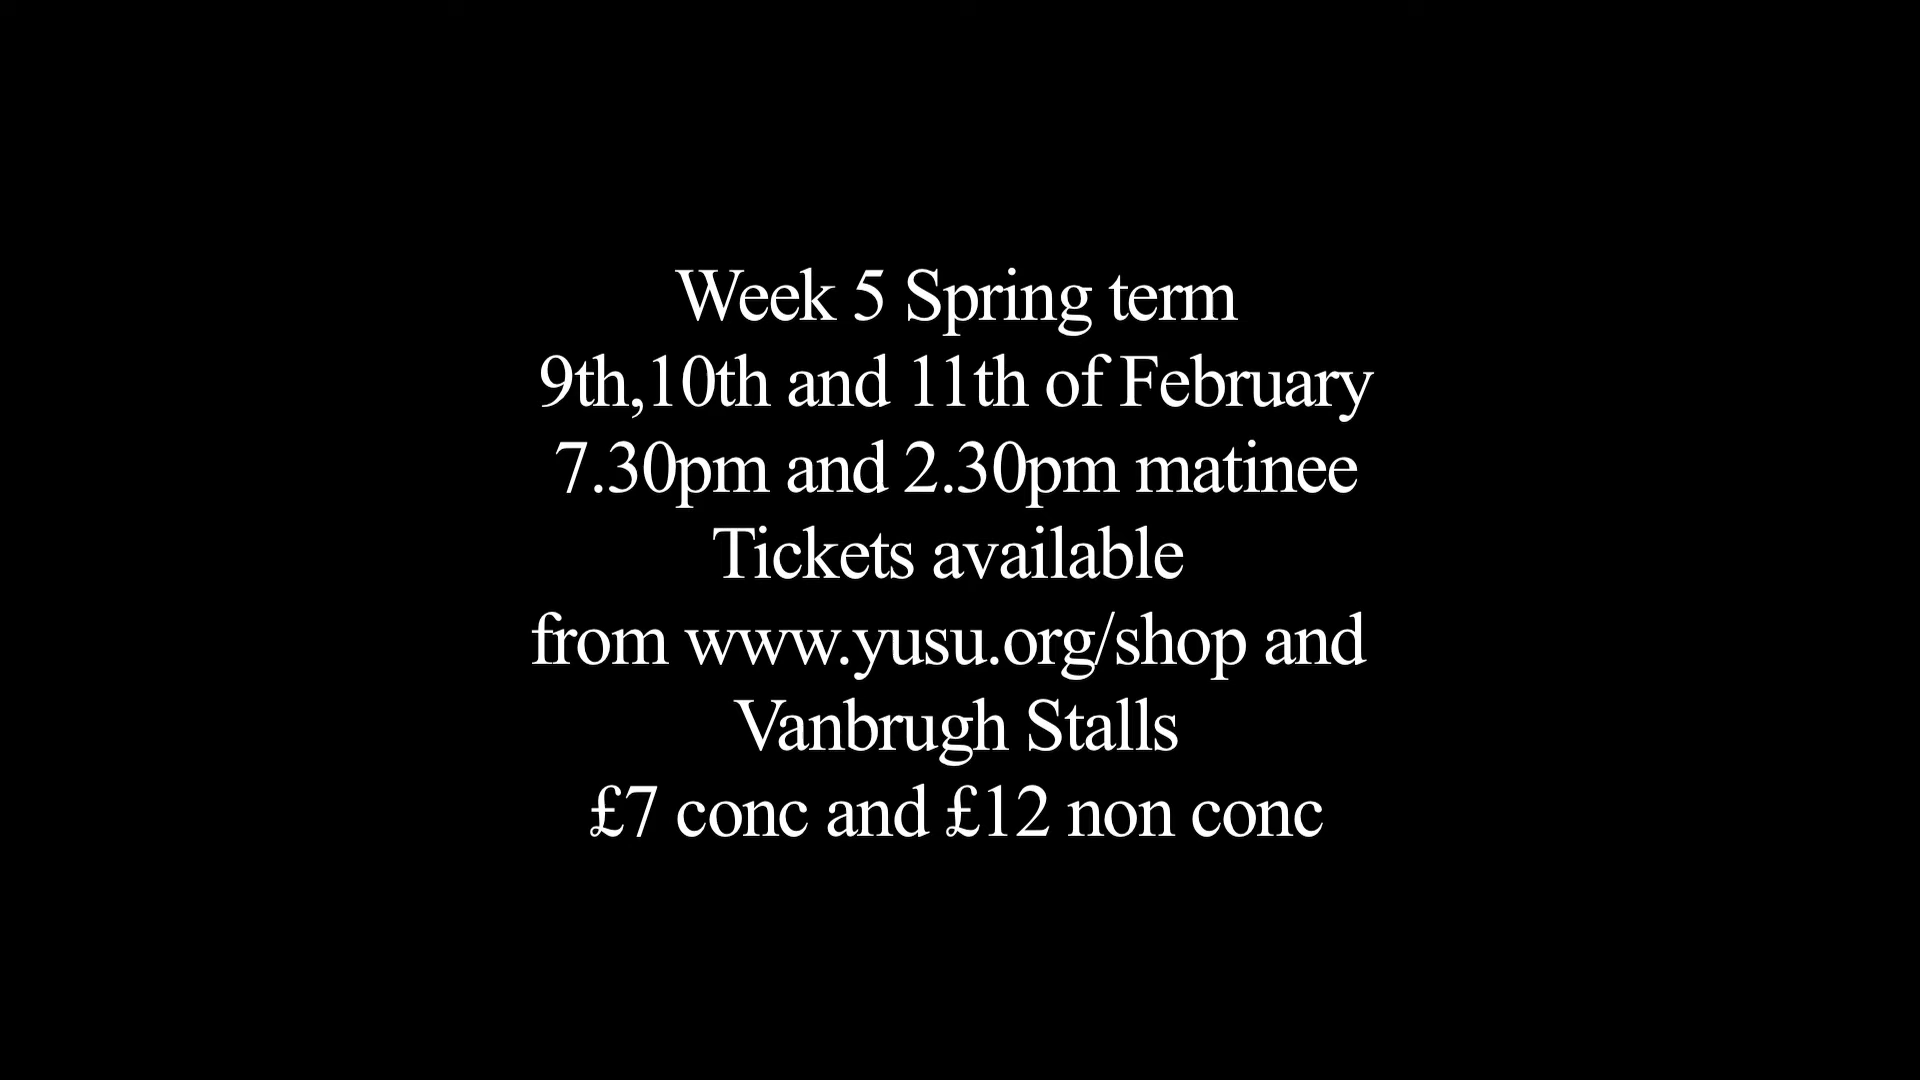 Week 5 Spring term
9th,10th and 11th of February
7.30pm and 2.30pm matinee
Tickets available
from www.yusu.org/shop and
Vanbrugh Stalls
£7 conc and £12 non conc